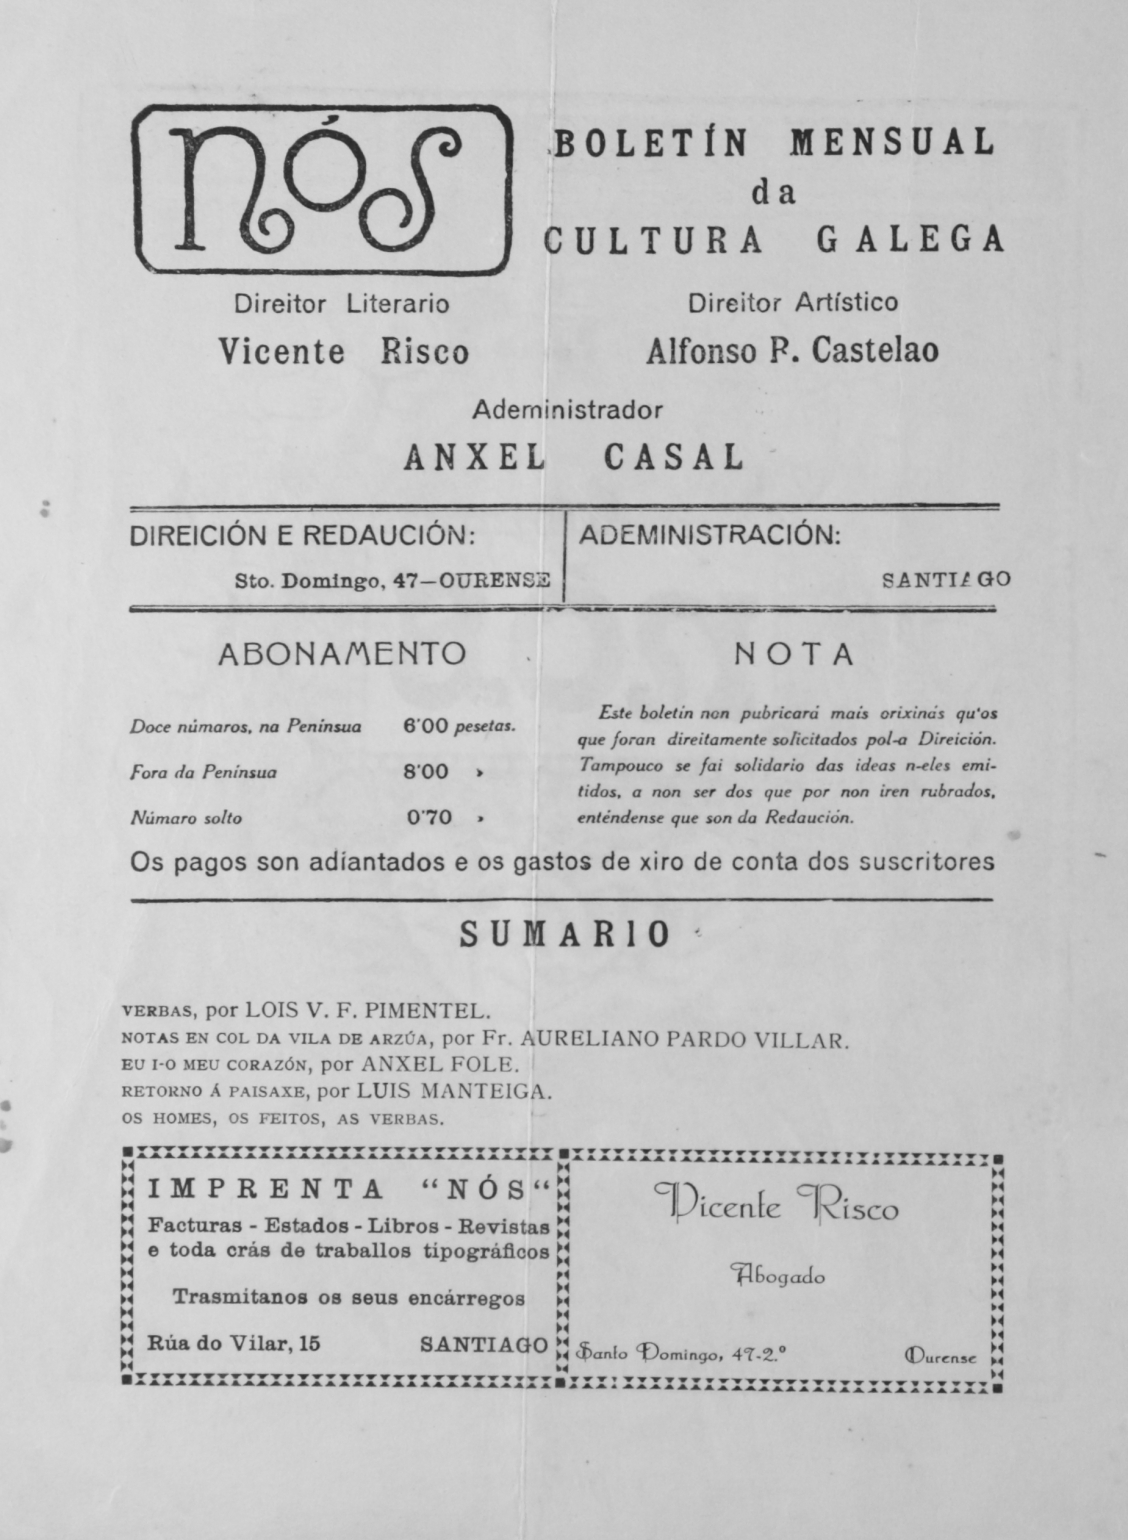 NÓS
BOLETÍN MENSUAL
da
CULTURA GALEGA
Direitor Literario
Vicente Risco
Direitor Artístico
Alfonso R. Castelao
Adeministrador
ANXEL CASAL
DIREICIÓN E REDAUCIÓN:
Sto. Domingo, 47—OURENSE
ADEMINISTRACIÓN:
SANTIAGO
ABONAMENTO
Doce númaros, na Penínsua 6'00 pesetas.
Fora da Penínsua 8'00 »
Númaro solto 0'70 »
NOTA
Este boletin non pubricará mais orixinás qu'os
que foran direitamente solicitados pol-a Direición.
Tampouco se fai solidario das ideas n-eles emi-
tidos, a non ser dos que por non iren rubrados,
enténdense que son da Redaución.
Os pagos son adiantados e os gastos de xiro de conta dos suscritores
SUMARIO
VERBAS, por LOIS V. F. PIMENTEL.
NOTAS EN COL DA VILA DE ARZÚA, por Fr. AURELIANO PARDO VILLAR.
EU I-O MEU CORAZÓN, por ANXEL FOLE.
RETORNO Á PAISAXE, por LUIS MANTEIGA.
OS HOMES, OS FEITOS, AS VERBAS.
IMPRENTA “NÓS“
Facturas - Estados - Libros - Revistas
e toda crás de traballos tipográficos
Trasmitanos os seus encárregos
Rúa do Vilar, 15 SANTIAGO
Vicente Risco
Abogado
Santo Domingo, 47-2.º Ourense